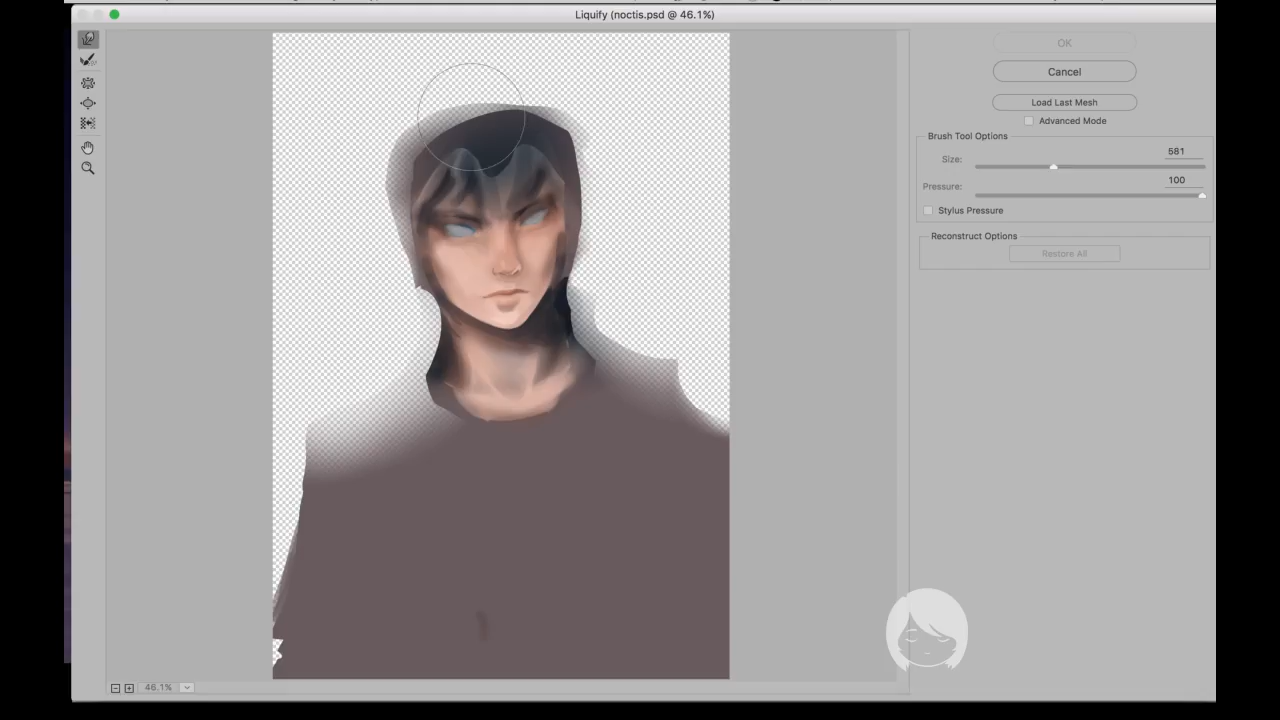 Liquify (noctis.psd @ 46.1%)
OK
Cancel
Load Last Mesh
Advanced Mode
Brush Tool Options
Size: 581
Pressure: 100
Stylus Pressure
Reconstruct Options
Restore All
46.1%